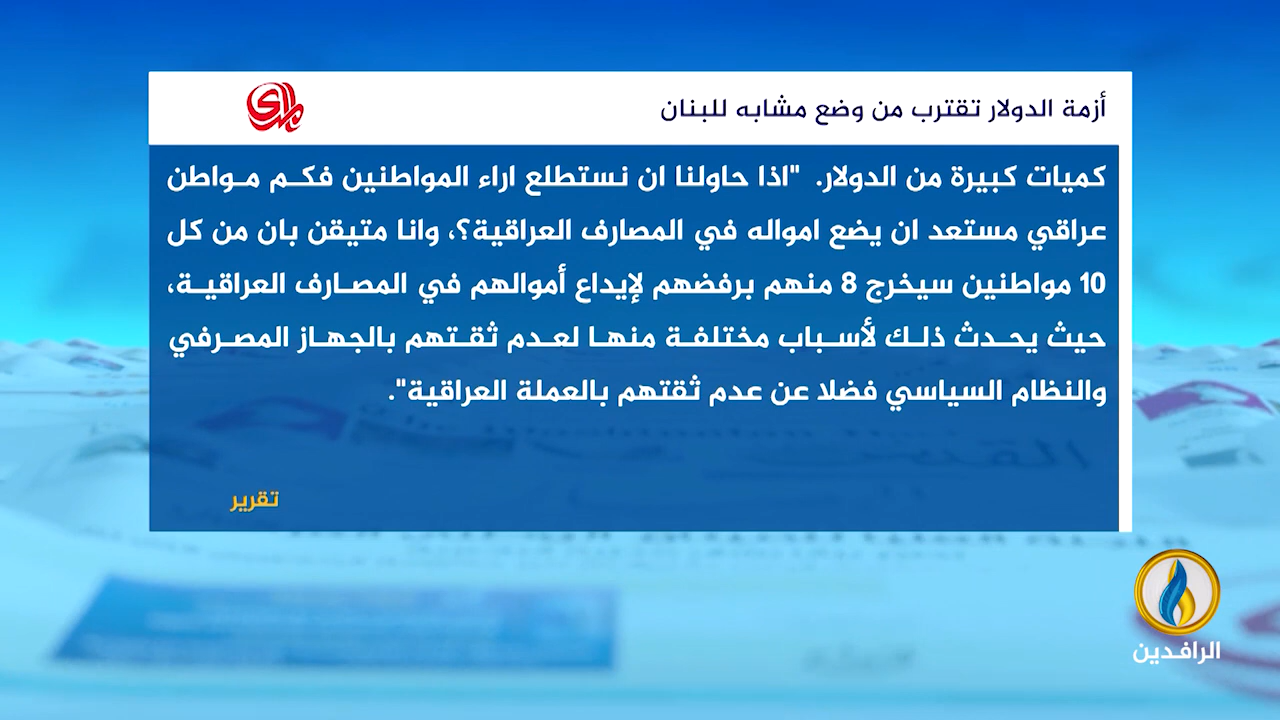 أزمة الدولار تقترب من وضع مشابه للبنان
المدى
كميات كبيرة من الدولار. "اذا حاولنا ان نستطلع اراء المواطنين فكم مواطن
عراقي مستعد ان يضع امواله في المصارف العراقية؟، وانا متيقن بان من كل
10 مواطنين سيخرج 8 منهم برفضهم لإيداع أموالهم في المصارف العراقية،
حيث يحدث ذلك لأسباب مختلفة منها لعدم ثقتهم بالجهاز المصرفي
والنظام السياسي فضلا عن عدم ثقتهم بالعملة العراقية".
تقرير
الرافدين